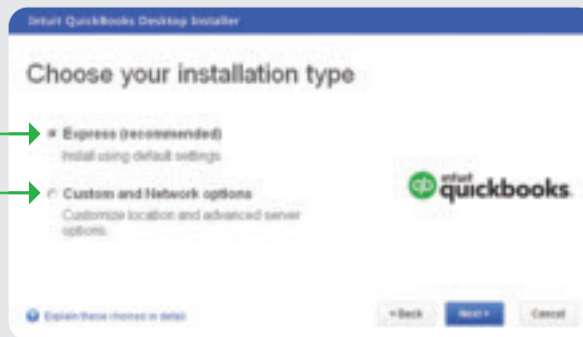 Intuit QuickBooks Desktop Installer
Choose your installation type
Express (recommended)
Install using default settings
Custom and Network options
Customize location and advanced server
options.
qb intuit
quickbooks.
Explain these choices in detail
< Back
Next >
Cancel